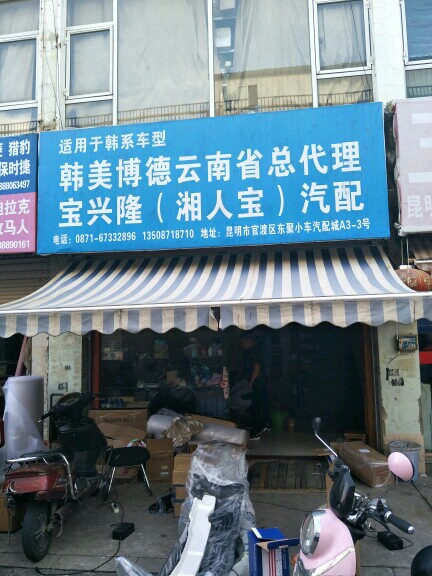 适用于韩系车型
韩美博德云南省总代理
宝兴隆（湘人宝）汽配
电话：0871-67332896 13508718710 地址：昆明市官渡区东聚小车汽配城A3-3号
猎豹
保时捷
88063497
迪拉克
牧马人
98890161
昆明